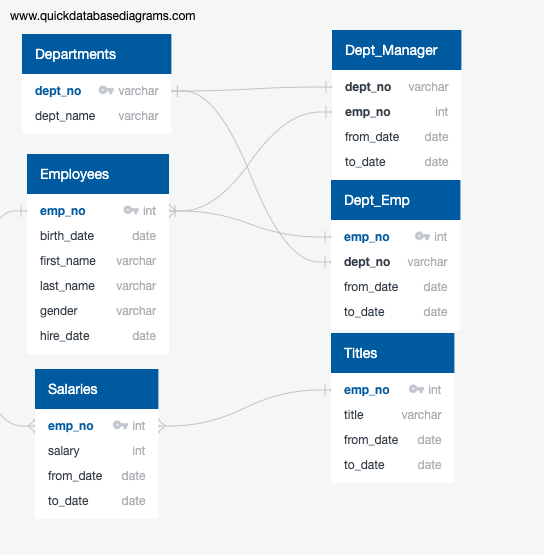 www.quickdatabasediagrams.com
Departments
dept_no varchar
dept_name varchar
Employees
emp_no int
birth_date date
first_name varchar
last_name varchar
gender varchar
hire_date date
Salaries
emp_no int
salary int
from_date date
to_date date
Dept_Manager
dept_no varchar
emp_no int
from_date date
to_date date
Dept_Emp
emp_no int
dept_no varchar
from_date date
to_date date
Titles
emp_no int
title varchar
from_date date
to_date date